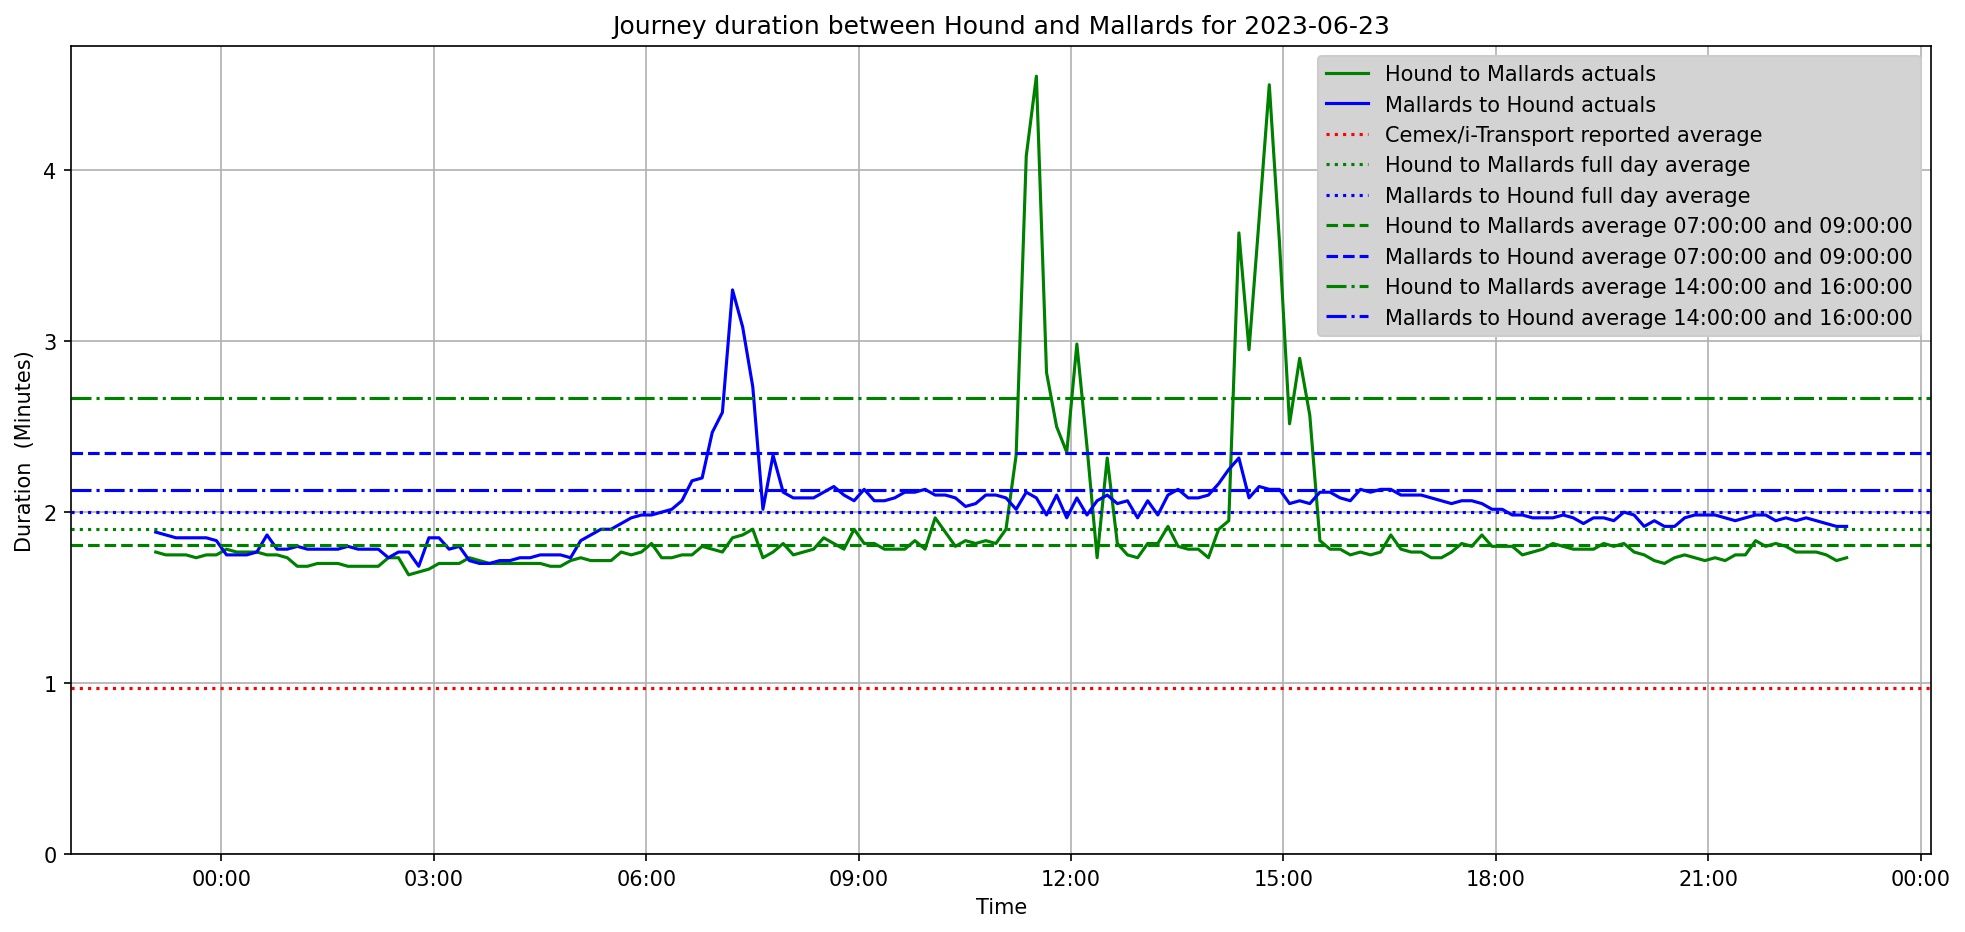 Journey duration between Hound and Mallards for 2023-06-23
Hound to Mallards actuals
Mallards to Hound actuals
Cemex/i-Transport reported average
Hound to Mallards full day average
Mallards to Hound full day average
Hound to Mallards average 07:00:00 and 09:00:00
Mallards to Hound average 07:00:00 and 09:00:00
Hound to Mallards average 14:00:00 and 16:00:00
Mallards to Hound average 14:00:00 and 16:00:00
Duration (Minutes)
4
3
2
1
0
00:00 03:00 06:00 09:00 12:00 15:00 18:00 21:00 00:00
Time